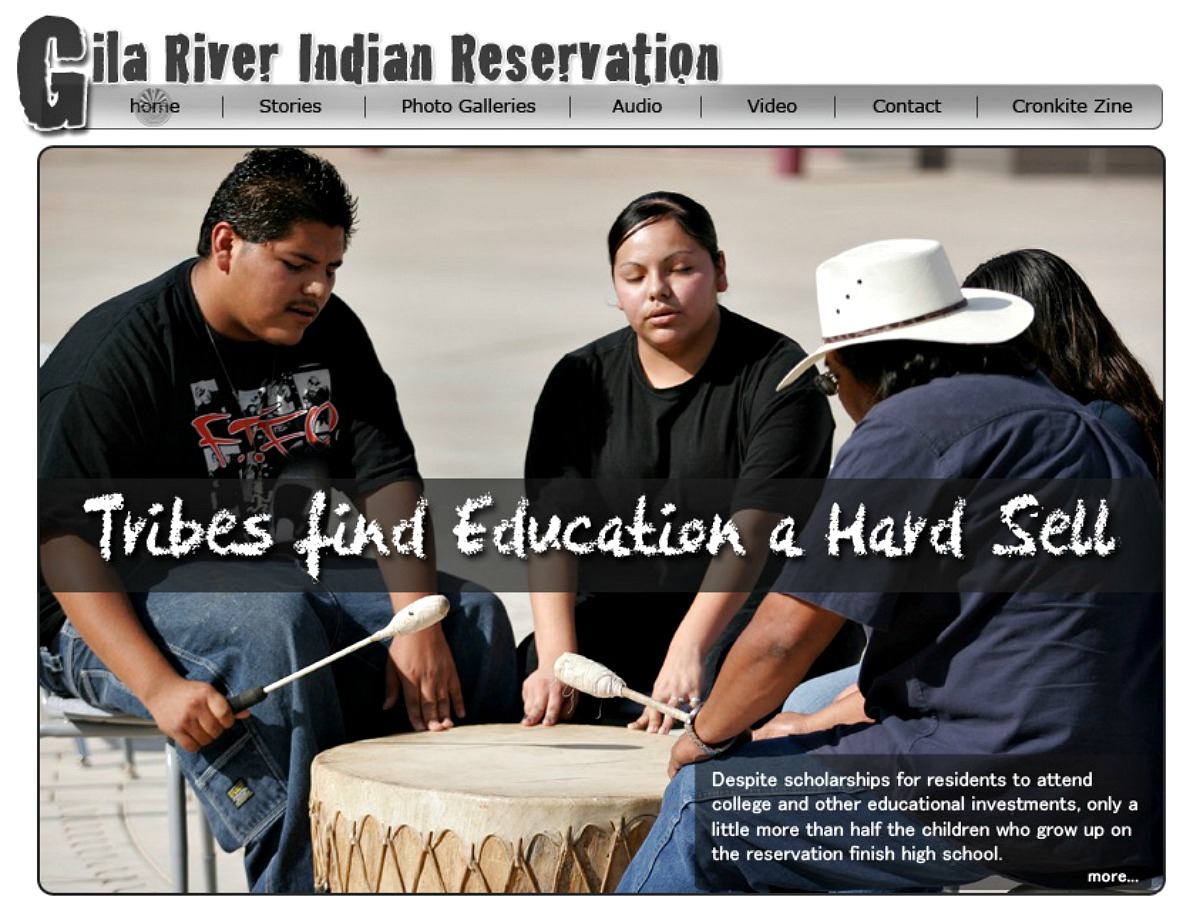 Gila River Indian Reservation
home Stories Photo Galleries Audio Video Contact Cronkite Zine
Tribes find Education a Hard Sell
Despite scholarships for residents to attend
college and other educational investments, only a
little more than half the children who grow up on
the reservation finish high school.
more...